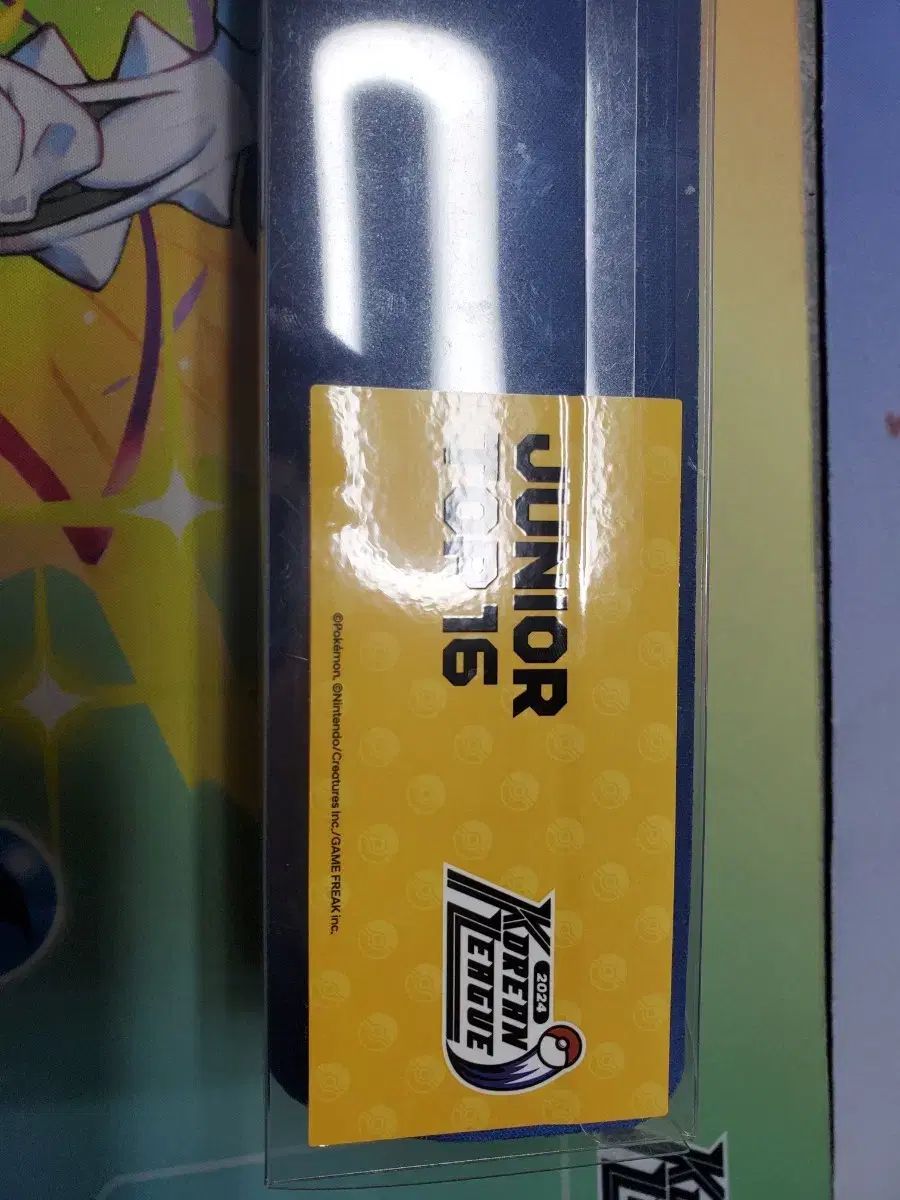 JUNIOR
TOP 16
©Pokémon. ©Nintendo/Creatures Inc./GAME FREAK inc.
2024
KOREAN
LEAGUE